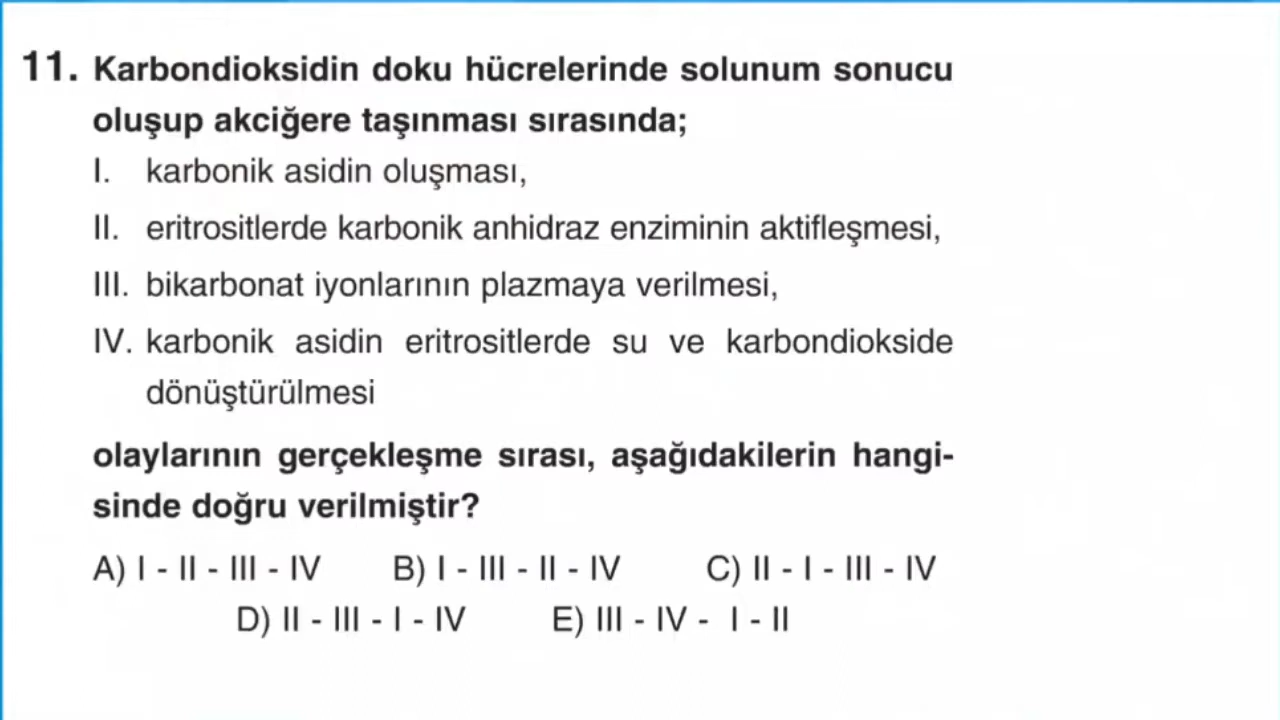 11. Karbondioksidin doku hücrelerinde solunum sonucu
oluşup akciğere taşınması sırasında;
I. karbonik asidin oluşması,
II. eritrositlerde karbonik anhidraz enziminin aktifleşmesi,
III. bikarbonat iyonlarının plazmaya verilmesi,
IV. karbonik asidin eritrositlerde su ve karbondiokside
dönüştürülmesi
olaylarının gerçekleşme sırası, aşağıdakilerin hangi-
sinde doğru verilmiştir?
A) I - II - III - IV B) I - III - II - IV C) II - I - III - IV
D) II - III - I - IV E) III - IV - I - II